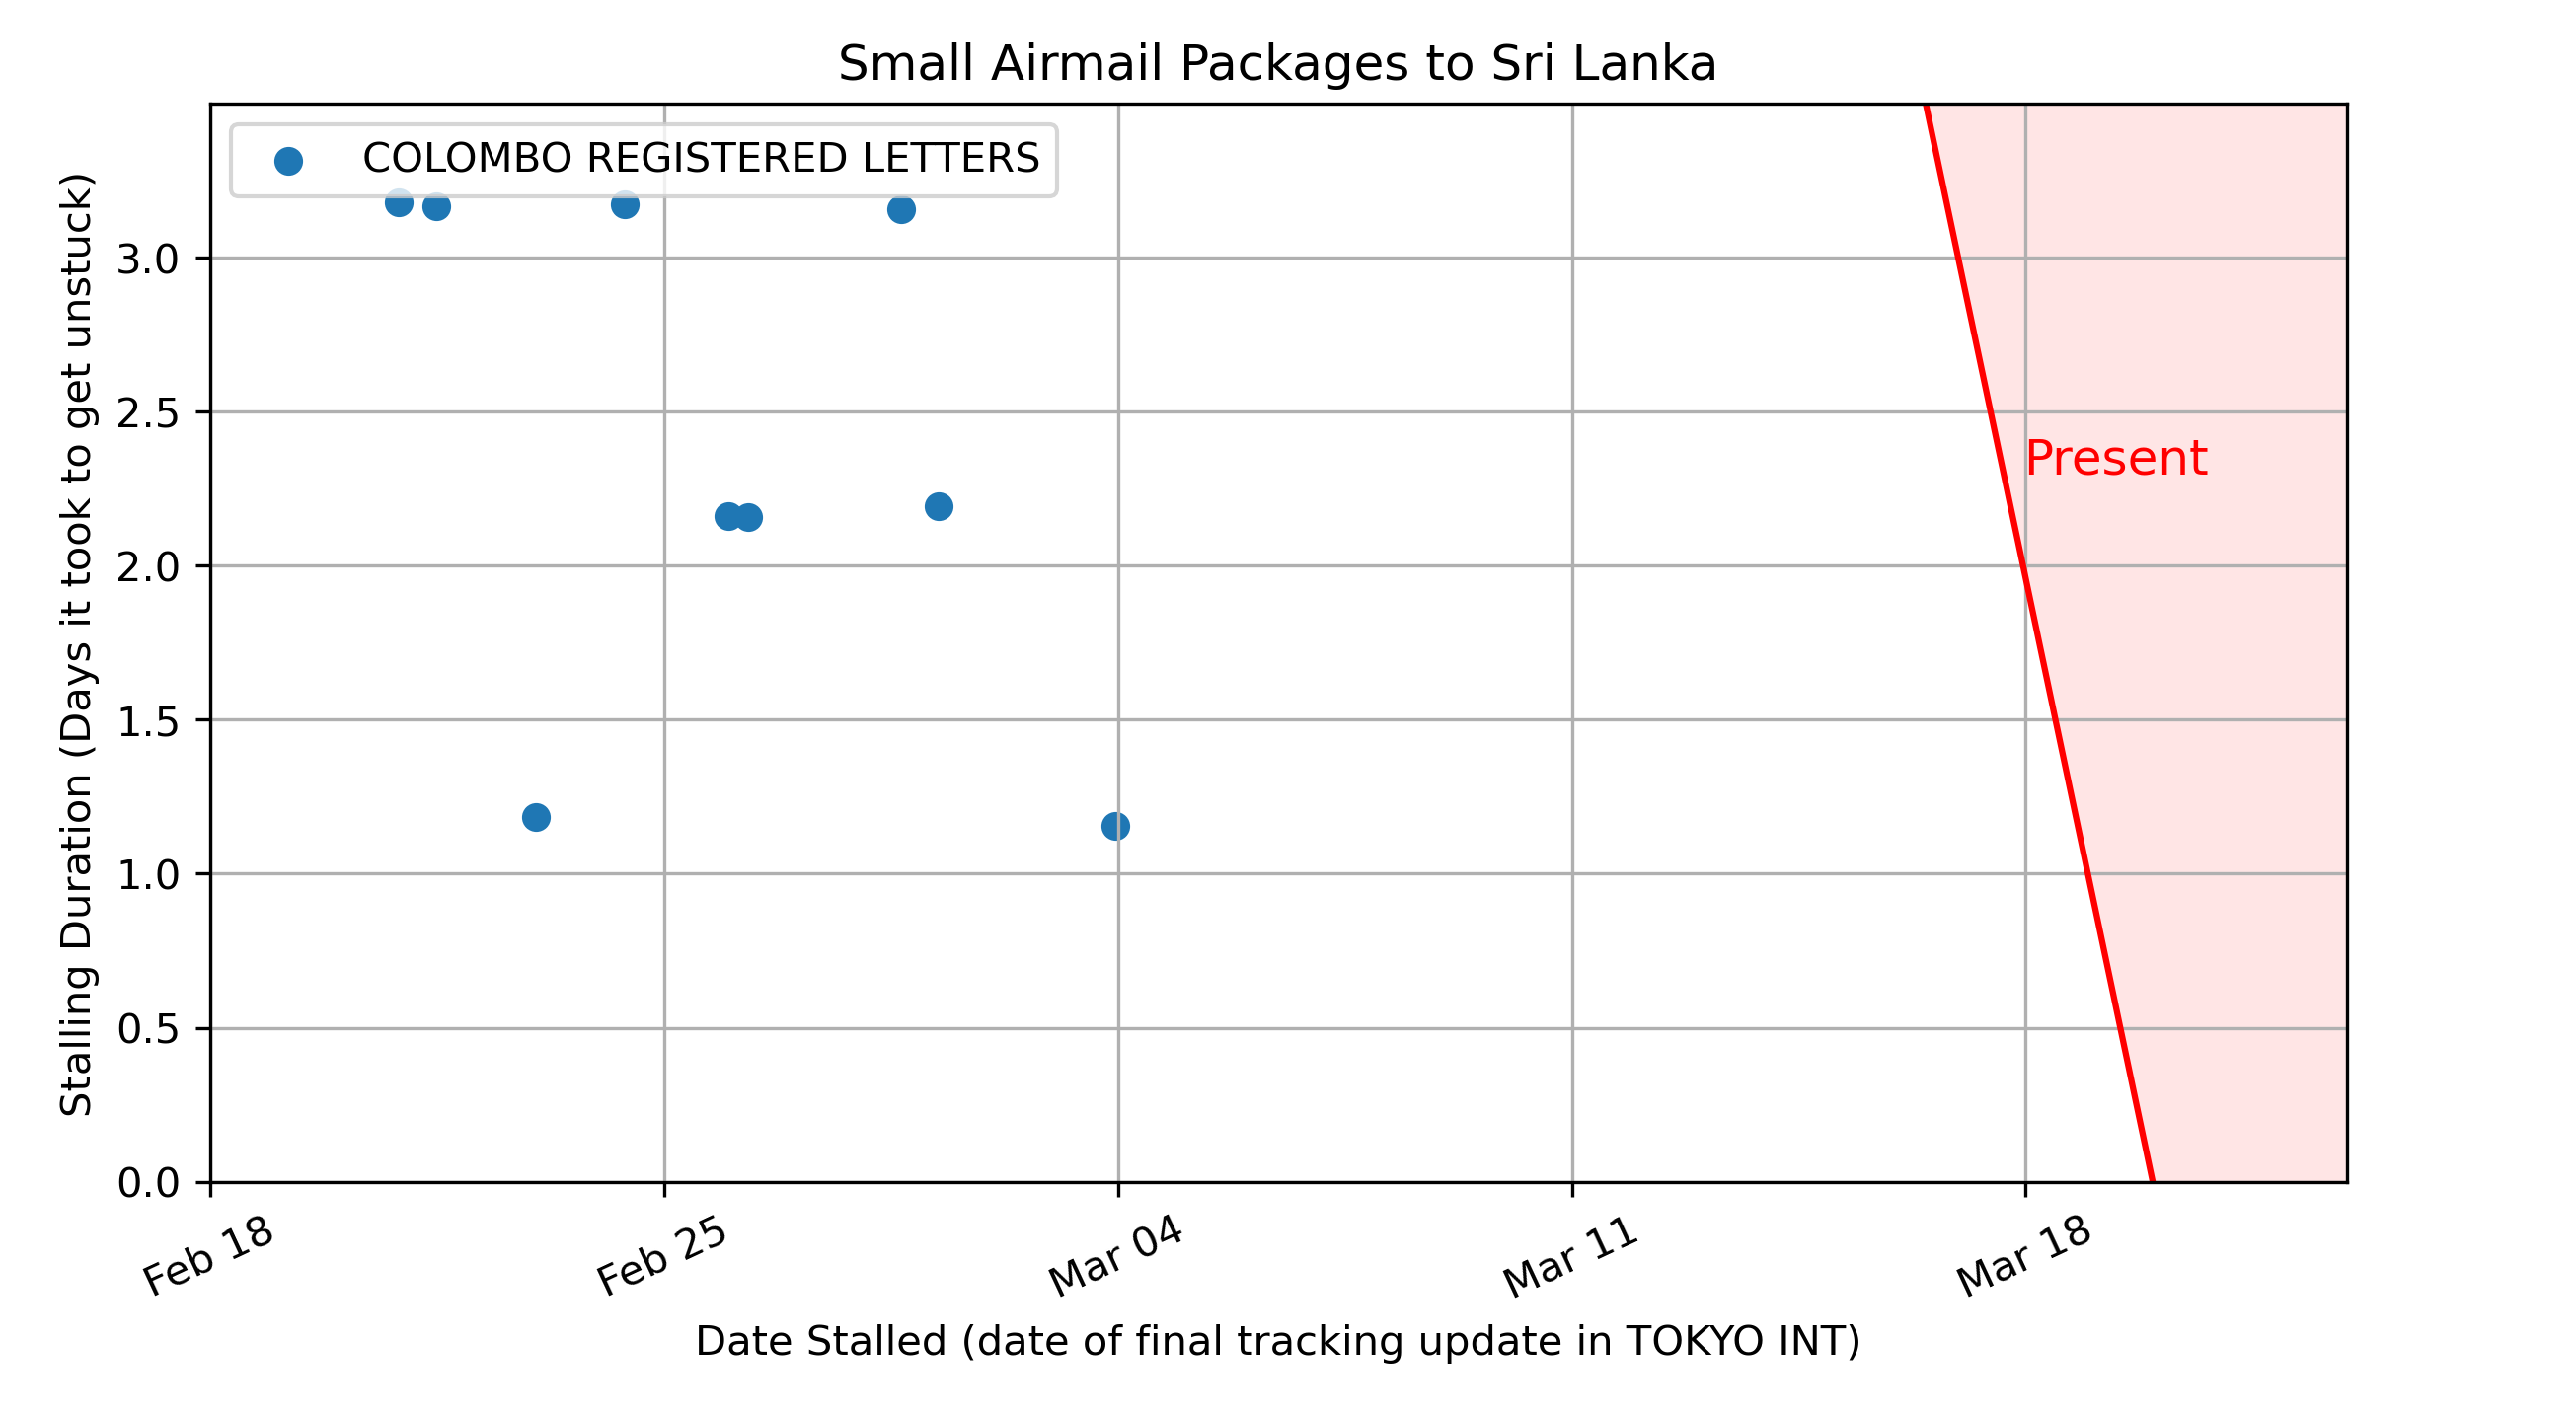 Small Airmail Packages to Sri Lanka
COLOMBO REGISTERED LETTERS
Stalling Duration (Days it took to get unstuck)
3.0
2.5
2.0
1.5
1.0
0.5
0.0
Present
Feb 18
Feb 25
Mar 04
Mar 11
Mar 18
Date Stalled (date of final tracking update in TOKYO INT)